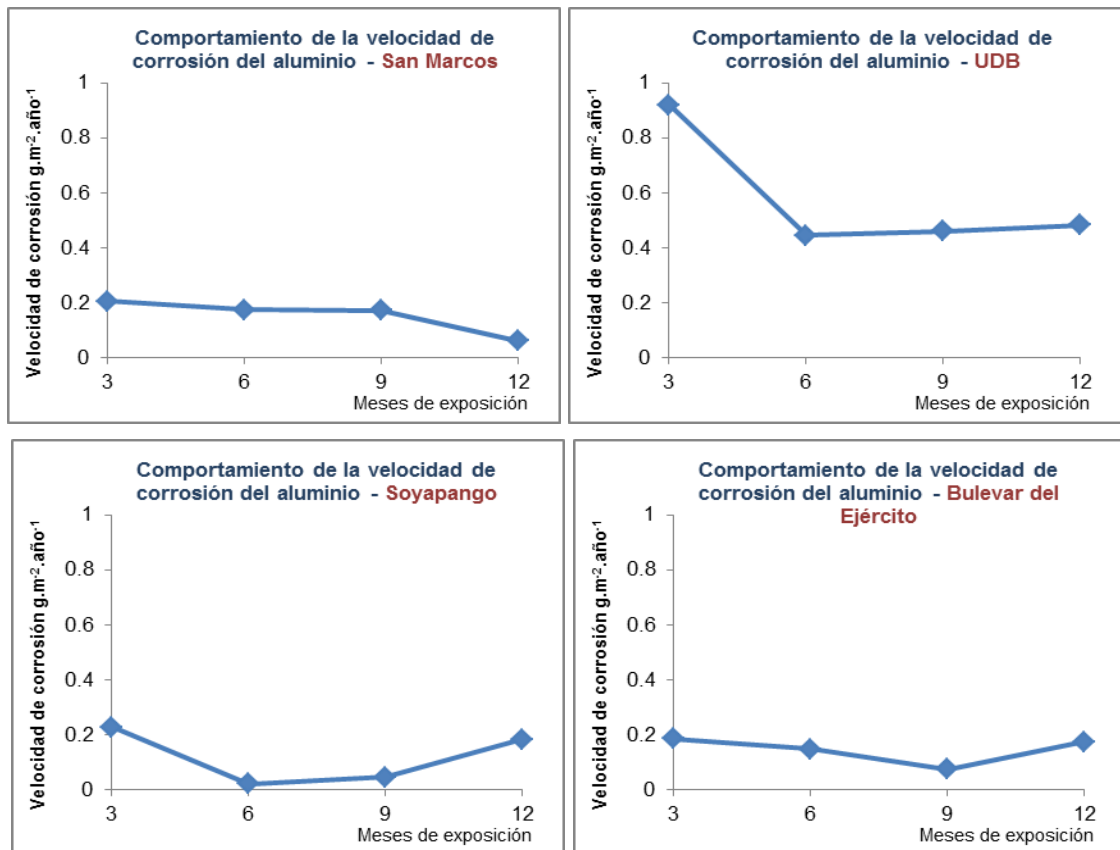 Comportamiento de la velocidad de
corrosión del aluminio - San Marcos
Velocidad de corrosión g.m-2.año-1
1
0.8
0.6
0.4
0.2
0
3
6
9
12
Meses de exposición
Comportamiento de la velocidad de
corrosión del aluminio - UDB
Velocidad de corrosión g.m-2.año-1
1
0.8
0.6
0.4
0.2
0
3
6
9
12
Meses de exposición
Comportamiento de la velocidad de
corrosión del aluminio - Soyapango
Velocidad de corrosión g.m-2.año-1
1
0.8
0.6
0.4
0.2
0
3
6
9
12
Meses de exposición
Comportamiento de la velocidad de
corrosión del aluminio - Bulevar del
Ejército
Velocidad de corrosión g.m-2.año-1
1
0.8
0.6
0.4
0.2
0
3
6
9
12
Meses de exposición